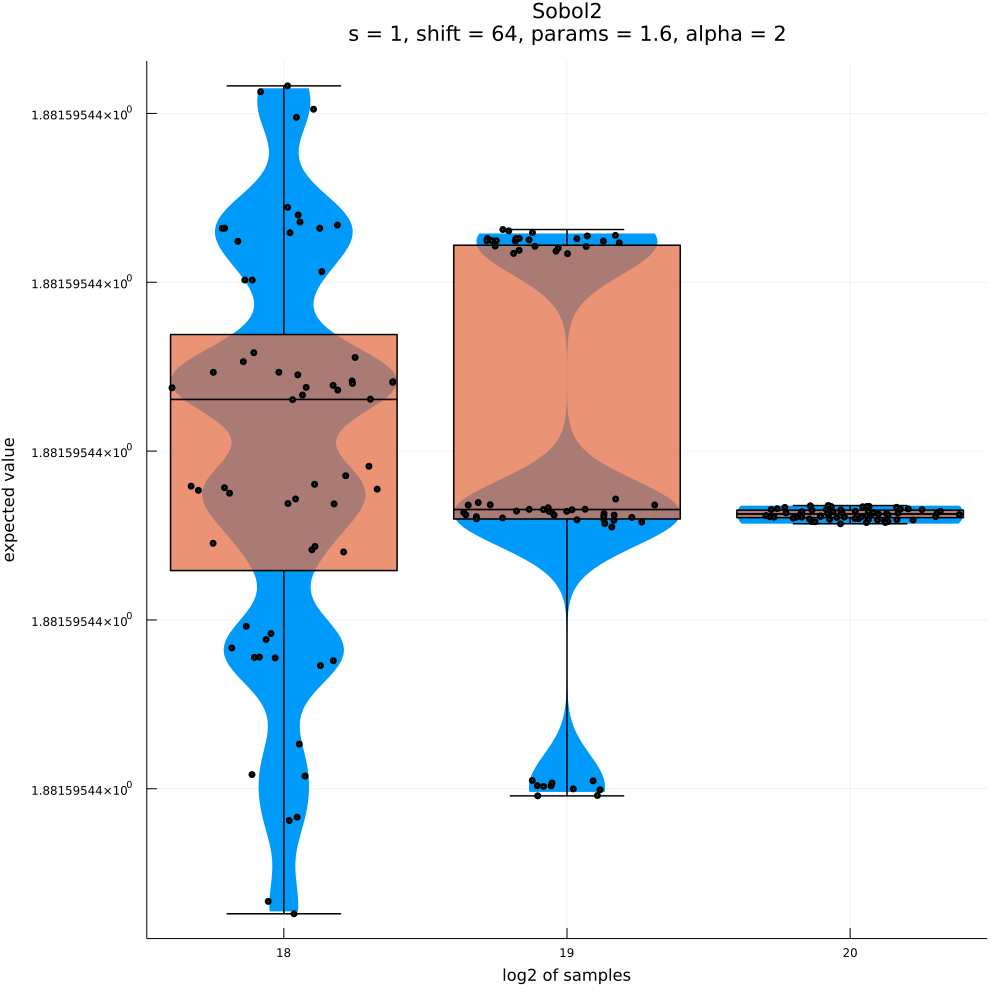 Sobol2
s = 1, shift = 64, params = 1.6, alpha = 2
1.88159544×10⁰
1.88159544×10⁰
1.88159544×10⁰
1.88159544×10⁰
1.88159544×10⁰
expected value
18 19 20
log2 of samples